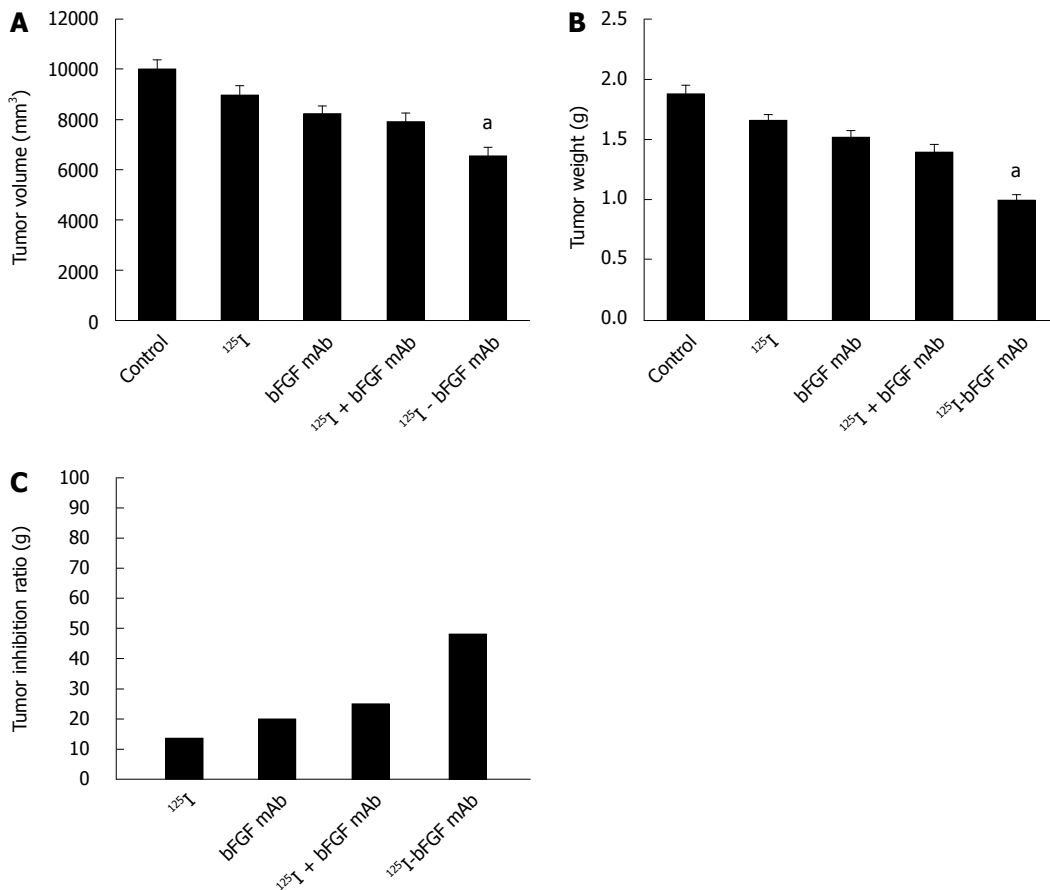 A
Tumor volume (mm³)
12000
10000
8000
6000
4000
2000
0
a
Control
¹²⁵I
bFGF mAb
¹²⁵I + bFGF mAb
¹²⁵I - bFGF mAb
B
Tumor weight (g)
2.5
2.0
1.5
1.0
0.5
0.0
a
Control
¹²⁵I
bFGF mAb
¹²⁵I + bFGF mAb
¹²⁵I-bFGF mAb
C
Tumor inhibition ratio (g)
100
90
80
70
60
50
40
30
20
10
0
¹²⁵I
bFGF mAb
¹²⁵I + bFGF mAb
¹²⁵I-bFGF mAb